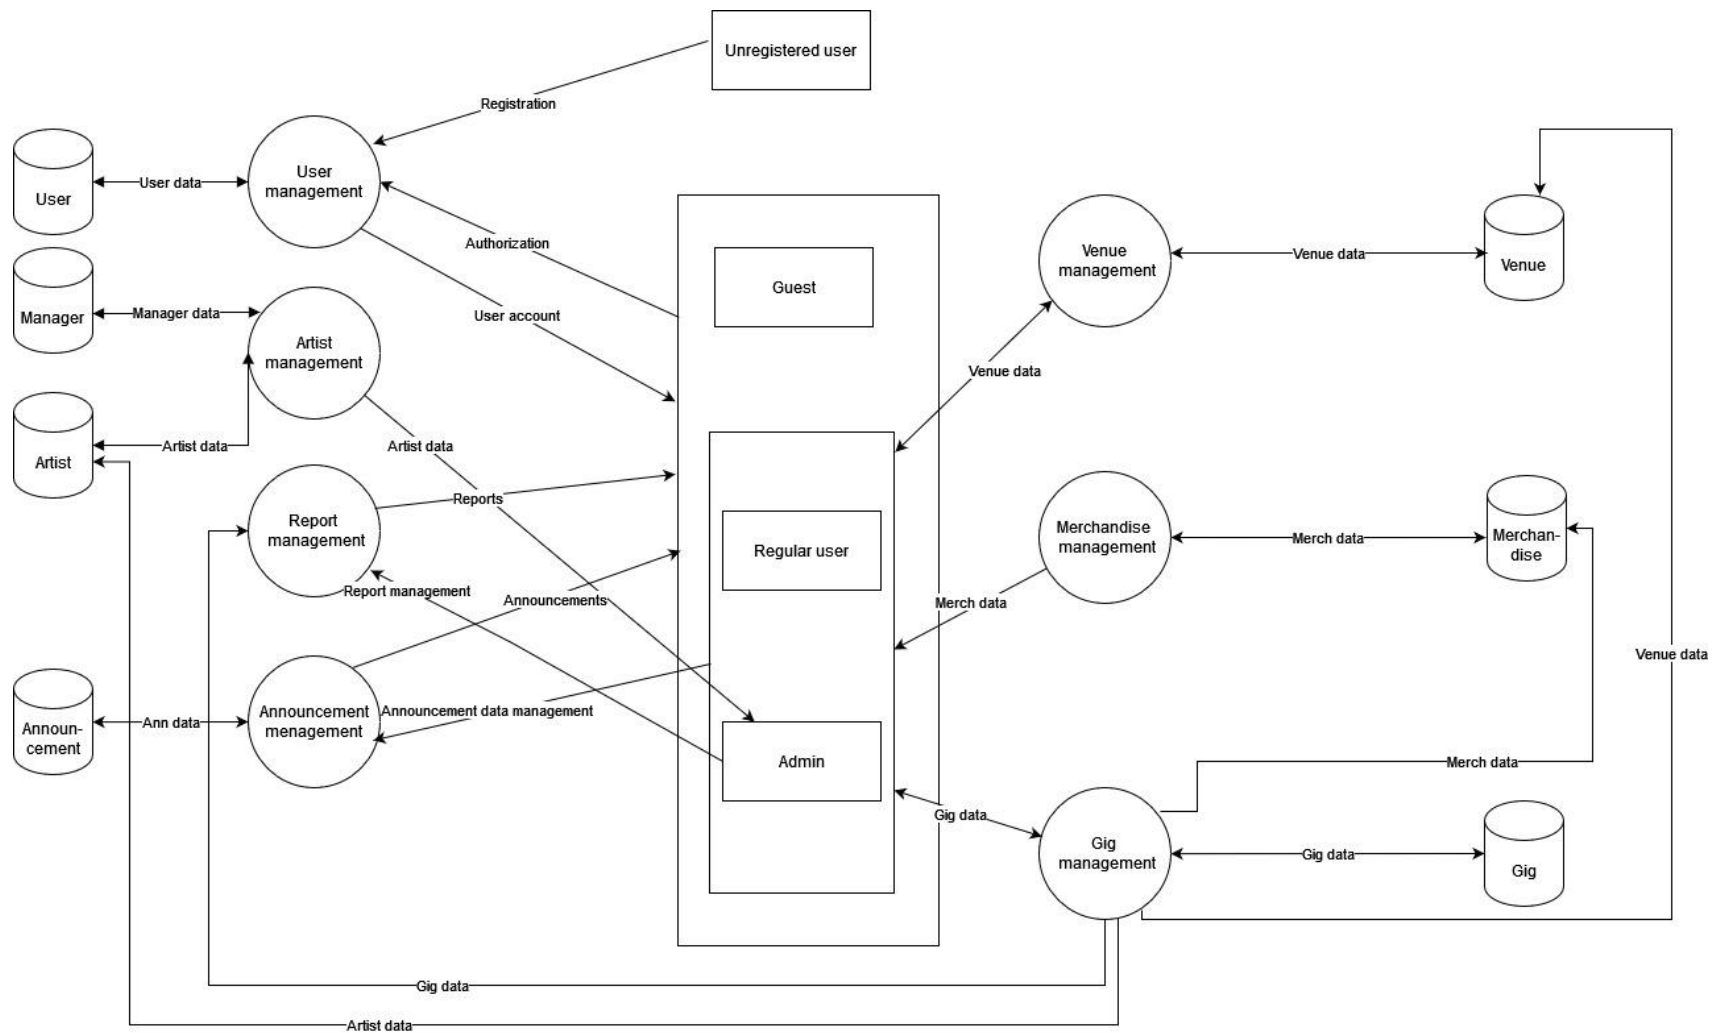 Unregistered user
Registration
User
management
User data
User
Authorization
Guest
Venue
management
Venue data
Venue
Manager
Manager data
User account
Artist
management
Venue data
Artist data
Artist data
Artist
Reports
Report
management
Regular user
Merchandise
management
Merch data
Merchan-
dise
Report management
Announcements
Merch data
Venue data
Announ-
cement
Ann data
Announcement
menagement
Announcement data management
Admin
Merch data
Gig data
Gig
management
Gig data
Gig
Gig data
Artist data